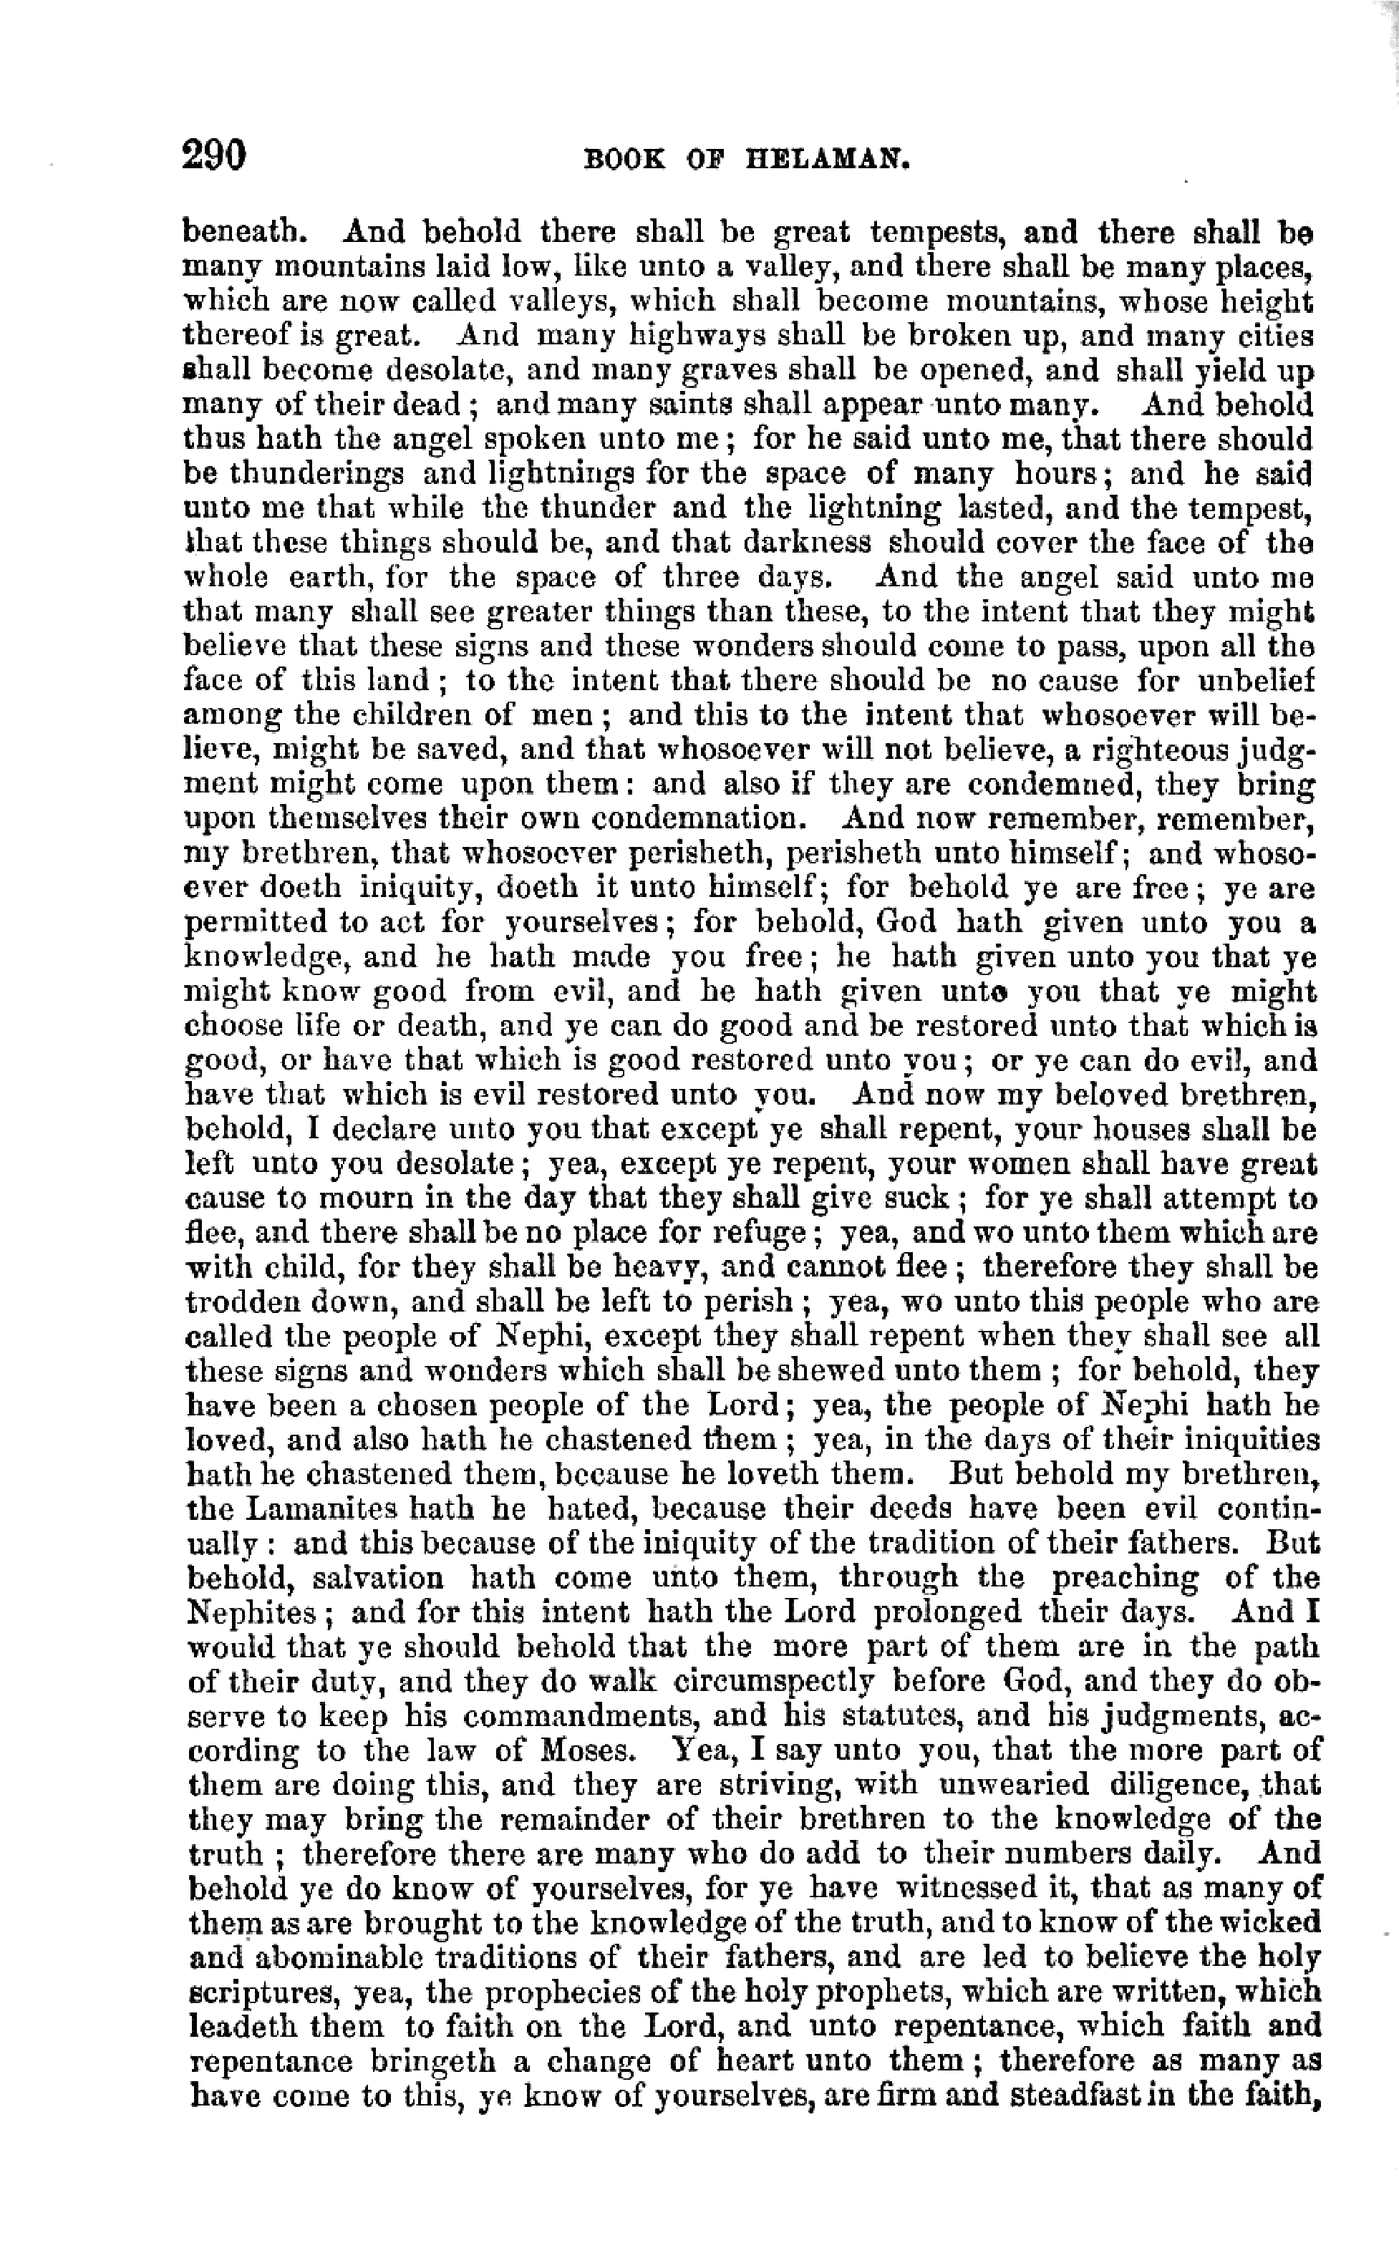 290 BOOK OF HELAMAN.
beneath. And behold there shall be great tempests, and there shall be
many mountains laid low, like unto a valley, and there shall be many places,
which are now called valleys, which shall become mountains, whose height
thereof is great. And many highways shall be broken up, and many cities
shall become desolate, and many graves shall be opened, and shall yield up
many of their dead; and many saints shall appear unto many. And behold
thus hath the angel spoken unto me; for he said unto me, that there should
be thunderings and lightnings for the space of many hours; and he said
unto me that while the thunder and the lightning lasted, and the tempest,
that these things should be, and that darkness should cover the face of the
whole earth, for the space of three days. And the angel said unto me
that many shall see greater things than these, to the intent that they might
believe that these signs and these wonders should come to pass, upon all the
face of this land; to the intent that there should be no cause for unbelief
among the children of men; and this to the intent that whosoever will be-
lieve, might be saved, and that whosoever will not believe, a righteous judg-
ment might come upon them: and also if they are condemned, they bring
upon themselves their own condemnation. And now remember, remember,
my brethren, that whosoever perisheth, perisheth unto himself; and whoso-
ever doeth iniquity, doeth it unto himself; for behold ye are free; ye are
permitted to act for yourselves; for behold, God hath given unto you a
knowledge, and he hath made you free; he hath given unto you that ye
might know good from evil, and he hath given unto you that ye might
choose life or death, and ye can do good and be restored unto that which is
good, or have that which is good restored unto you; or ye can do evil, and
have that which is evil restored unto you. And now my beloved brethren,
behold, I declare unto you that except ye shall repent, your houses shall be
left unto you desolate; yea, except ye repent, your women shall have great
cause to mourn in the day that they shall give suck; for ye shall attempt to
flee, and there shall be no place for refuge; yea, and wo unto them which are
with child, for they shall be heavy, and cannot flee; therefore they shall be
trodden down, and shall be left to perish; yea, wo unto this people who are
called the people of Nephi, except they shall repent when they shall see all
these signs and wonders which shall be shewed unto them; for behold, they
have been a chosen people of the Lord; yea, the people of Nephi hath he
loved, and also hath he chastened them; yea, in the days of their iniquities
hath he chastened them, because he loveth them. But behold my brethren,
the Lamanites hath he hated, because their deeds have been evil contin-
ually: and this because of the iniquity of the tradition of their fathers. But
behold, salvation hath come unto them, through the preaching of the
Nephites; and for this intent hath the Lord prolonged their days. And I
would that ye should behold that the more part of them are in the path
of their duty, and they do walk circumspectly before God, and they do ob-
serve to keep his commandments, and his statutes, and his judgments, ac-
cording to the law of Moses. Yea, I say unto you, that the more part of
them are doing this, and they are striving, with unwearied diligence, that
they may bring the remainder of their brethren to the knowledge of the
truth; therefore there are many who do add to their numbers daily. And
behold ye do know of yourselves, for ye have witnessed it, that as many of
them as are brought to the knowledge of the truth, and to know of the wicked
and abominable traditions of their fathers, and are led to believe the holy
scriptures, yea, the prophecies of the holy prophets, which are written, which
leadeth them to faith on the Lord, and unto repentance, which faith and
repentance bringeth a change of heart unto them; therefore as many as
have come to this, ye know of yourselves, are firm and steadfast in the faith,